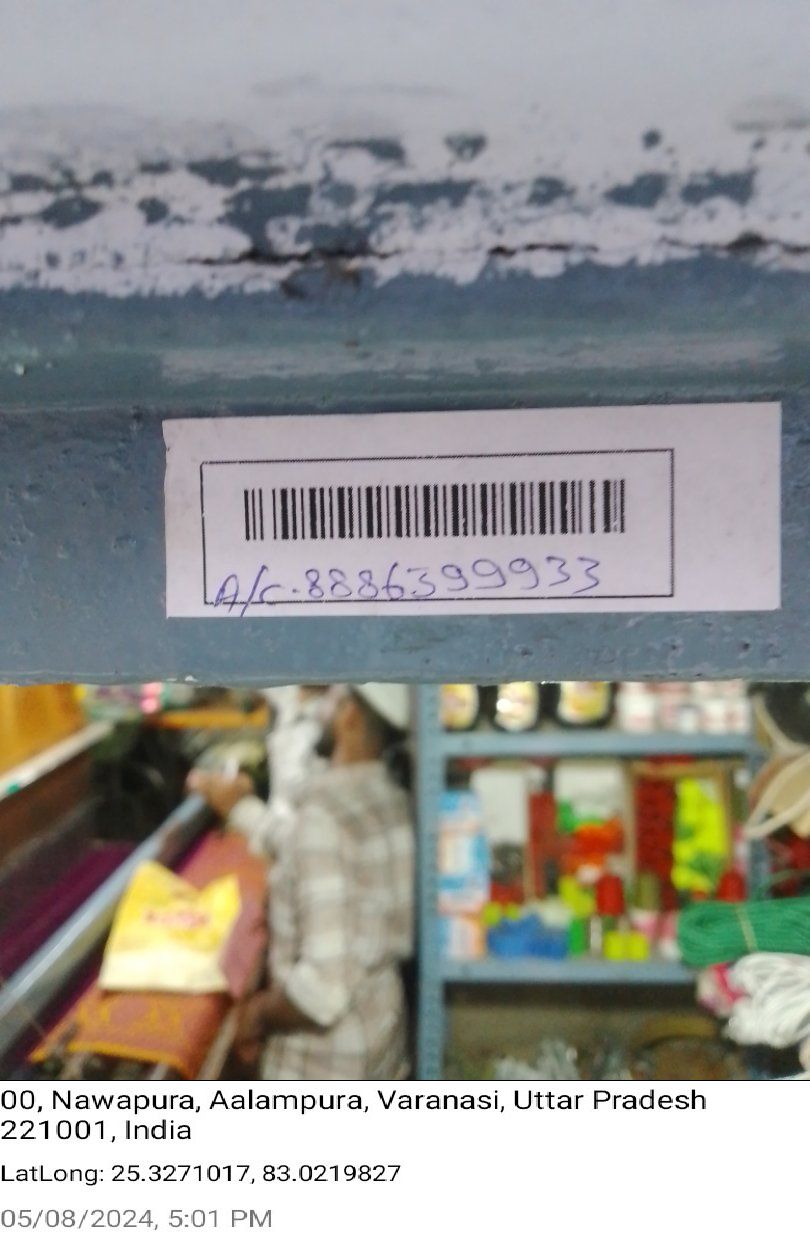 A/c.8886399933
00, Nawapura, Aalampura, Varanasi, Uttar Pradesh
221001, India
LatLong: 25.3271017, 83.0219827
05/08/2024, 5:01 PM